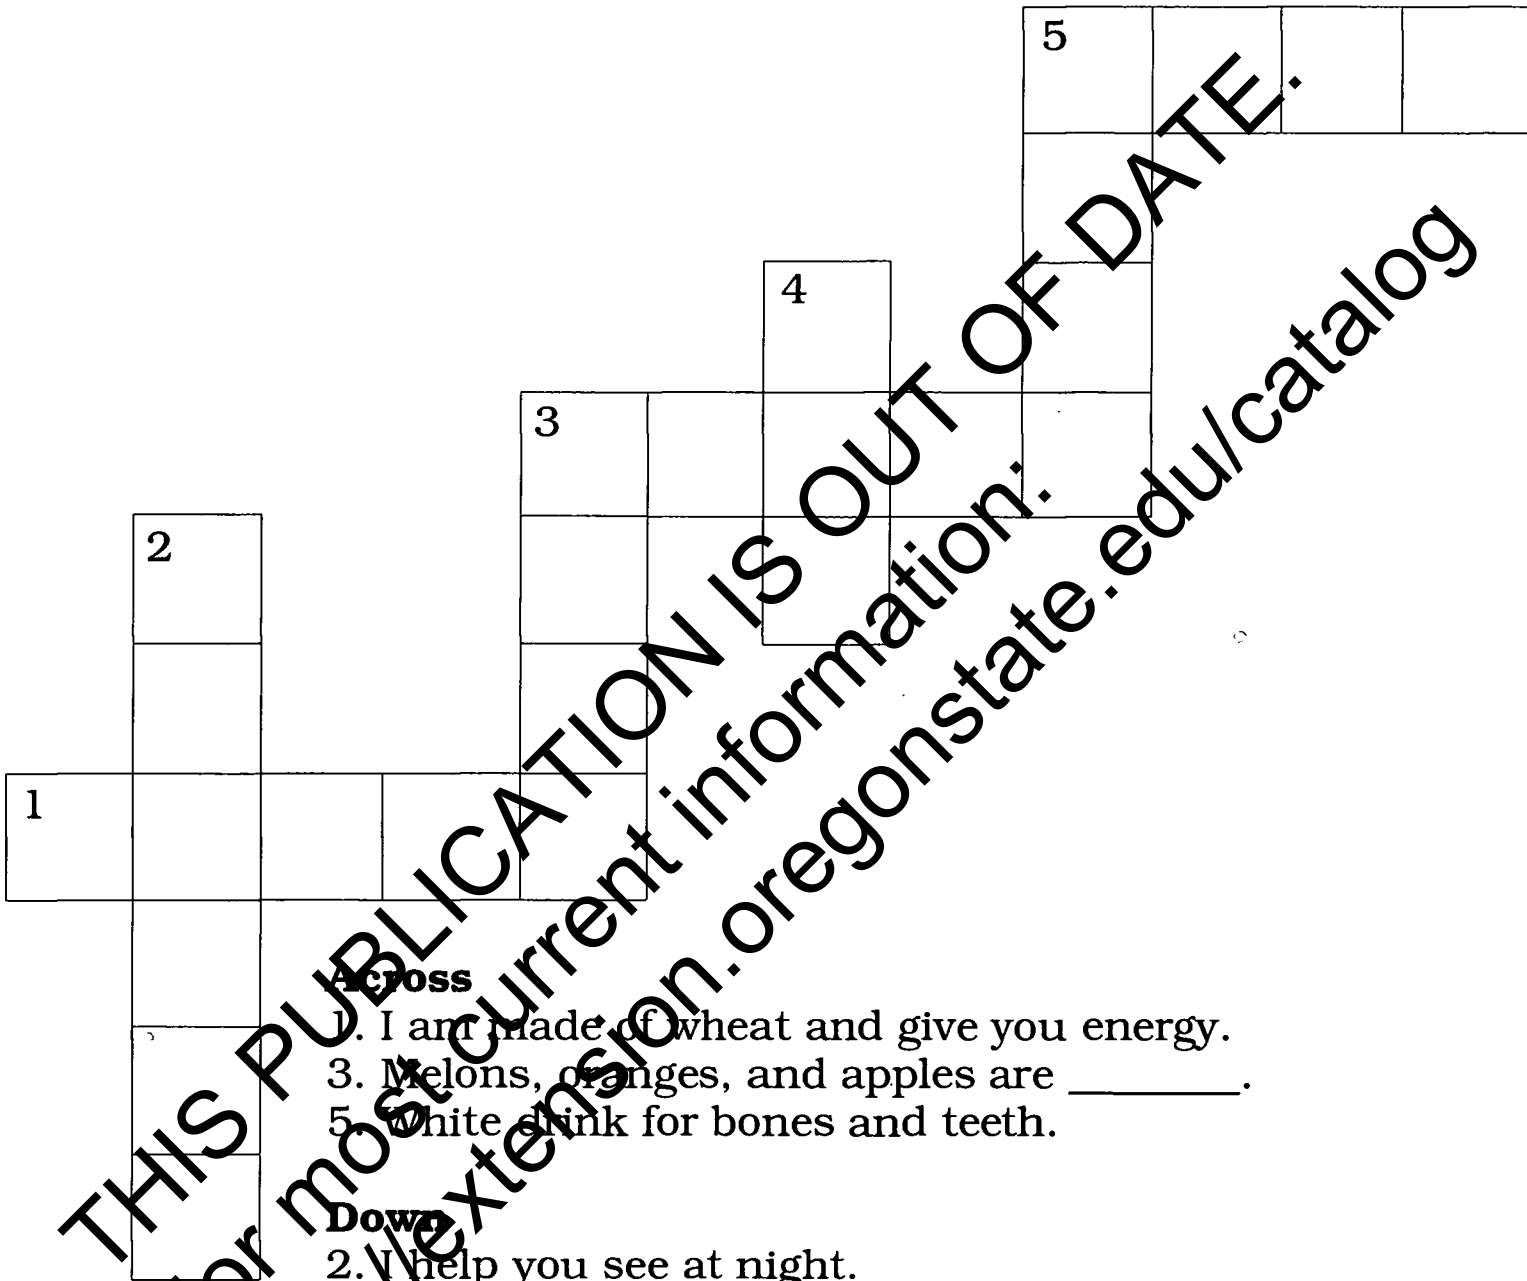 5
4
3
2
1
Across
1. I am made of wheat and give you energy.
3. Melons, oranges, and apples are ________.
5. White drink for bones and teeth.
Down
2. I help you see at night.
THIS PUBLICATION IS OUT OF DATE.
or most current information:
//extension.oregonstate.edu/catalog